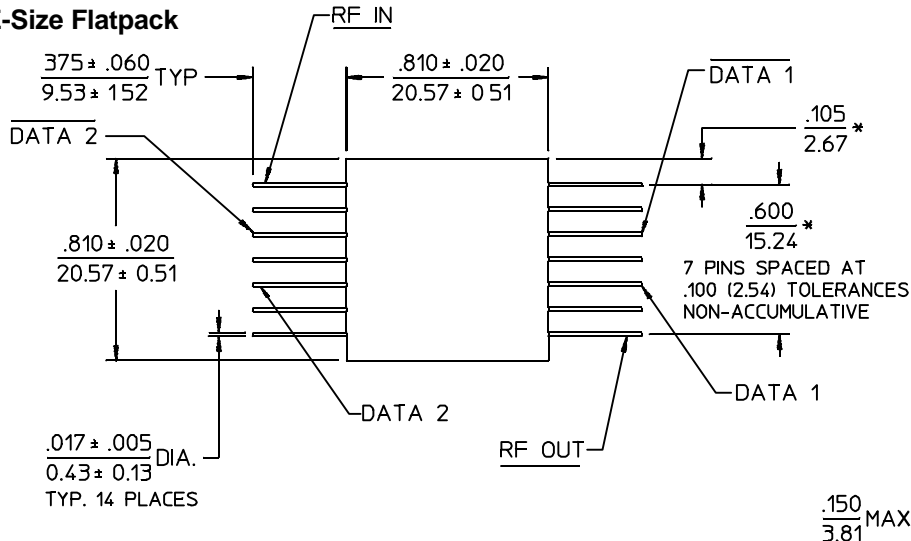 -Size Flatpack
RF IN
375 ± .060
9.53 ± 152
TYP
.810 ± .020
20.57 ± 0 51
DATA 1
DATA 2
.105
2.67
*
.810 ± .020
20.57 ± 0.51
.600
15.24
*
7 PINS SPACED AT
.100 (2.54) TOLERANCES
NON-ACCUMULATIVE
DATA 2
DATA 1
RF OUT
.017 ± .005
0.43 ± 0.13
DIA.
TYP. 14 PLACES
.150
3.81
MAX